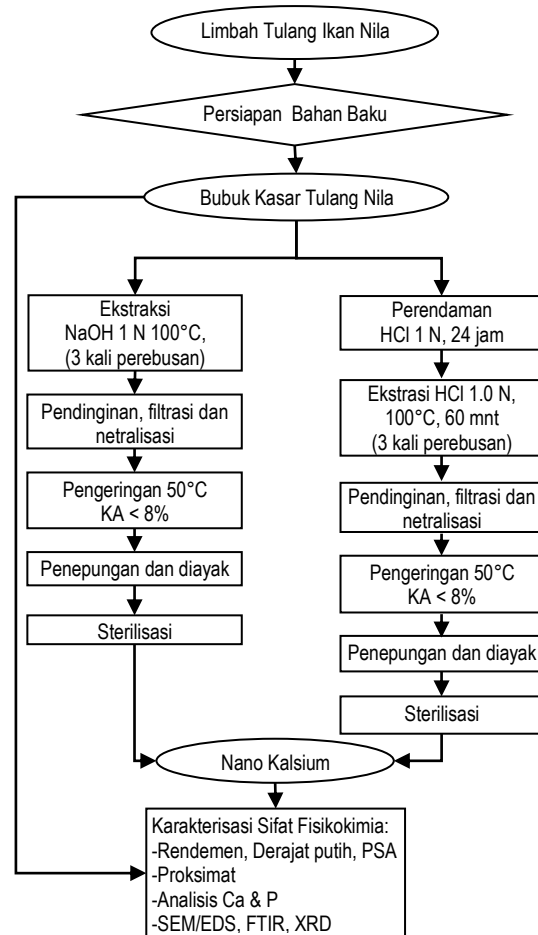 Limbah Tulang Ikan Nila
Persiapan Bahan Baku
Bubuk Kasar Tulang Nila
Ekstraksi
NaOH 1 N 100°C,
(3 kali perebusan)
Pendinginan, filtrasi dan
netralisasi
Pengeringan 50°C
KA < 8%
Penepungan dan diayak
Sterilisasi
Perendaman
HCl 1 N, 24 jam
Ekstrasi HCl 1.0 N,
100°C, 60 mnt
(3 kali perebusan)
Pendinginan, filtrasi dan
netralisasi
Pengeringan 50°C
KA < 8%
Penepungan dan diayak
Sterilisasi
Nano Kalsium
Karakterisasi Sifat Fisikokimia:
-Rendemen, Derajat putih, PSA
-Proksimat
-Analisis Ca & P
-SEM/EDS, FTIR, XRD